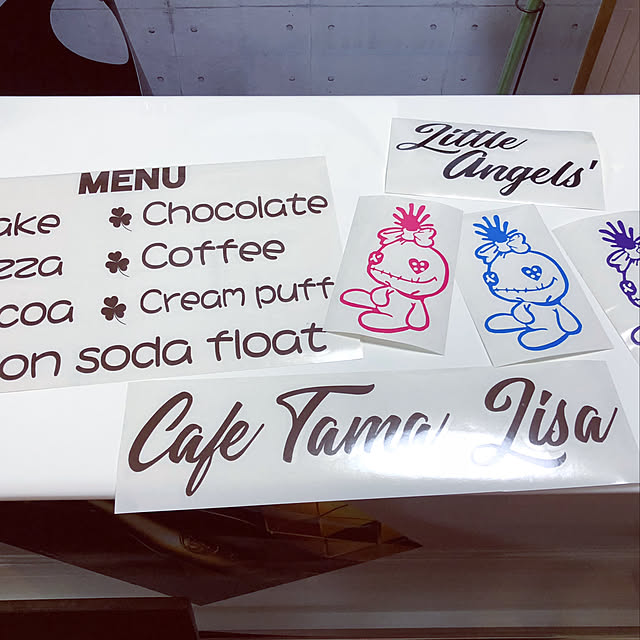 MENU
ake ☘ Chocolate
zza ☘ Coffee
coa ☘ Cream puff
on soda float
Little
Angels'
Cafe Tama Lisa